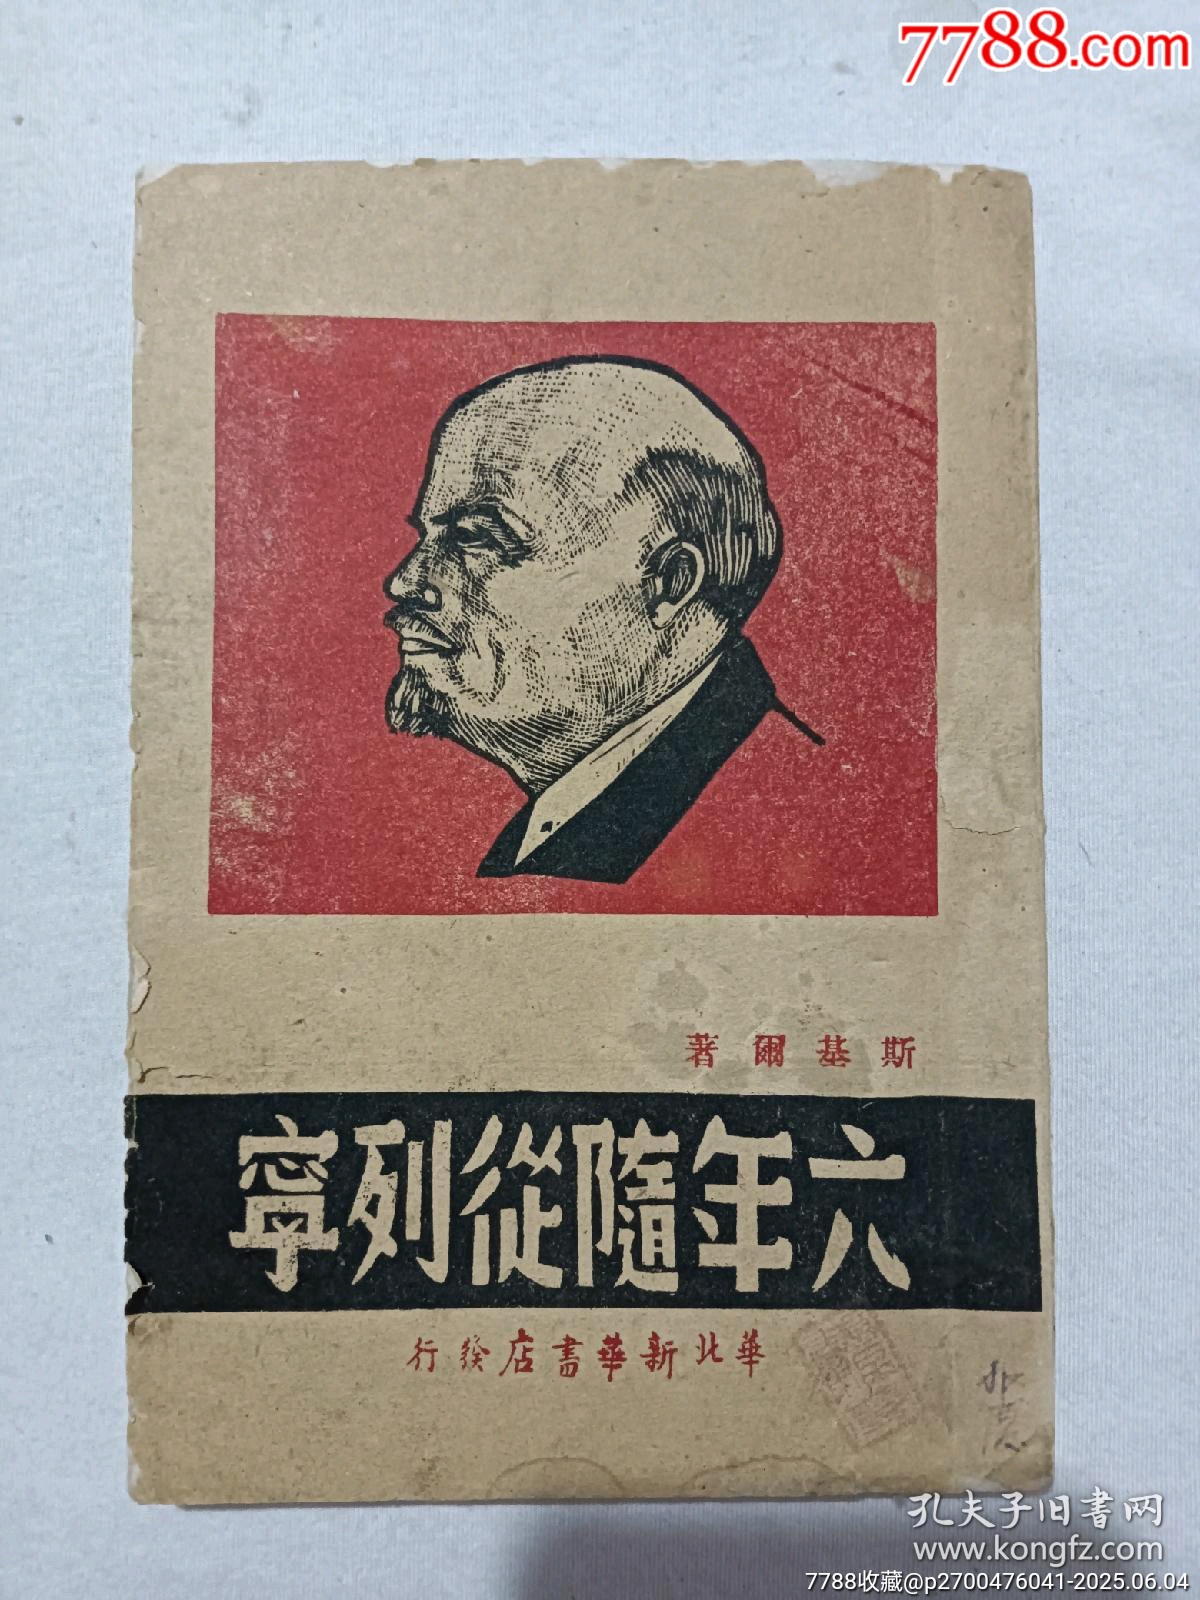 7788.com
斯基爾著
六年隨從列寧
華北新華書店發行
孔夫子旧书网
www.kongfz.com
7788收藏@p2700476041-2025.06.04